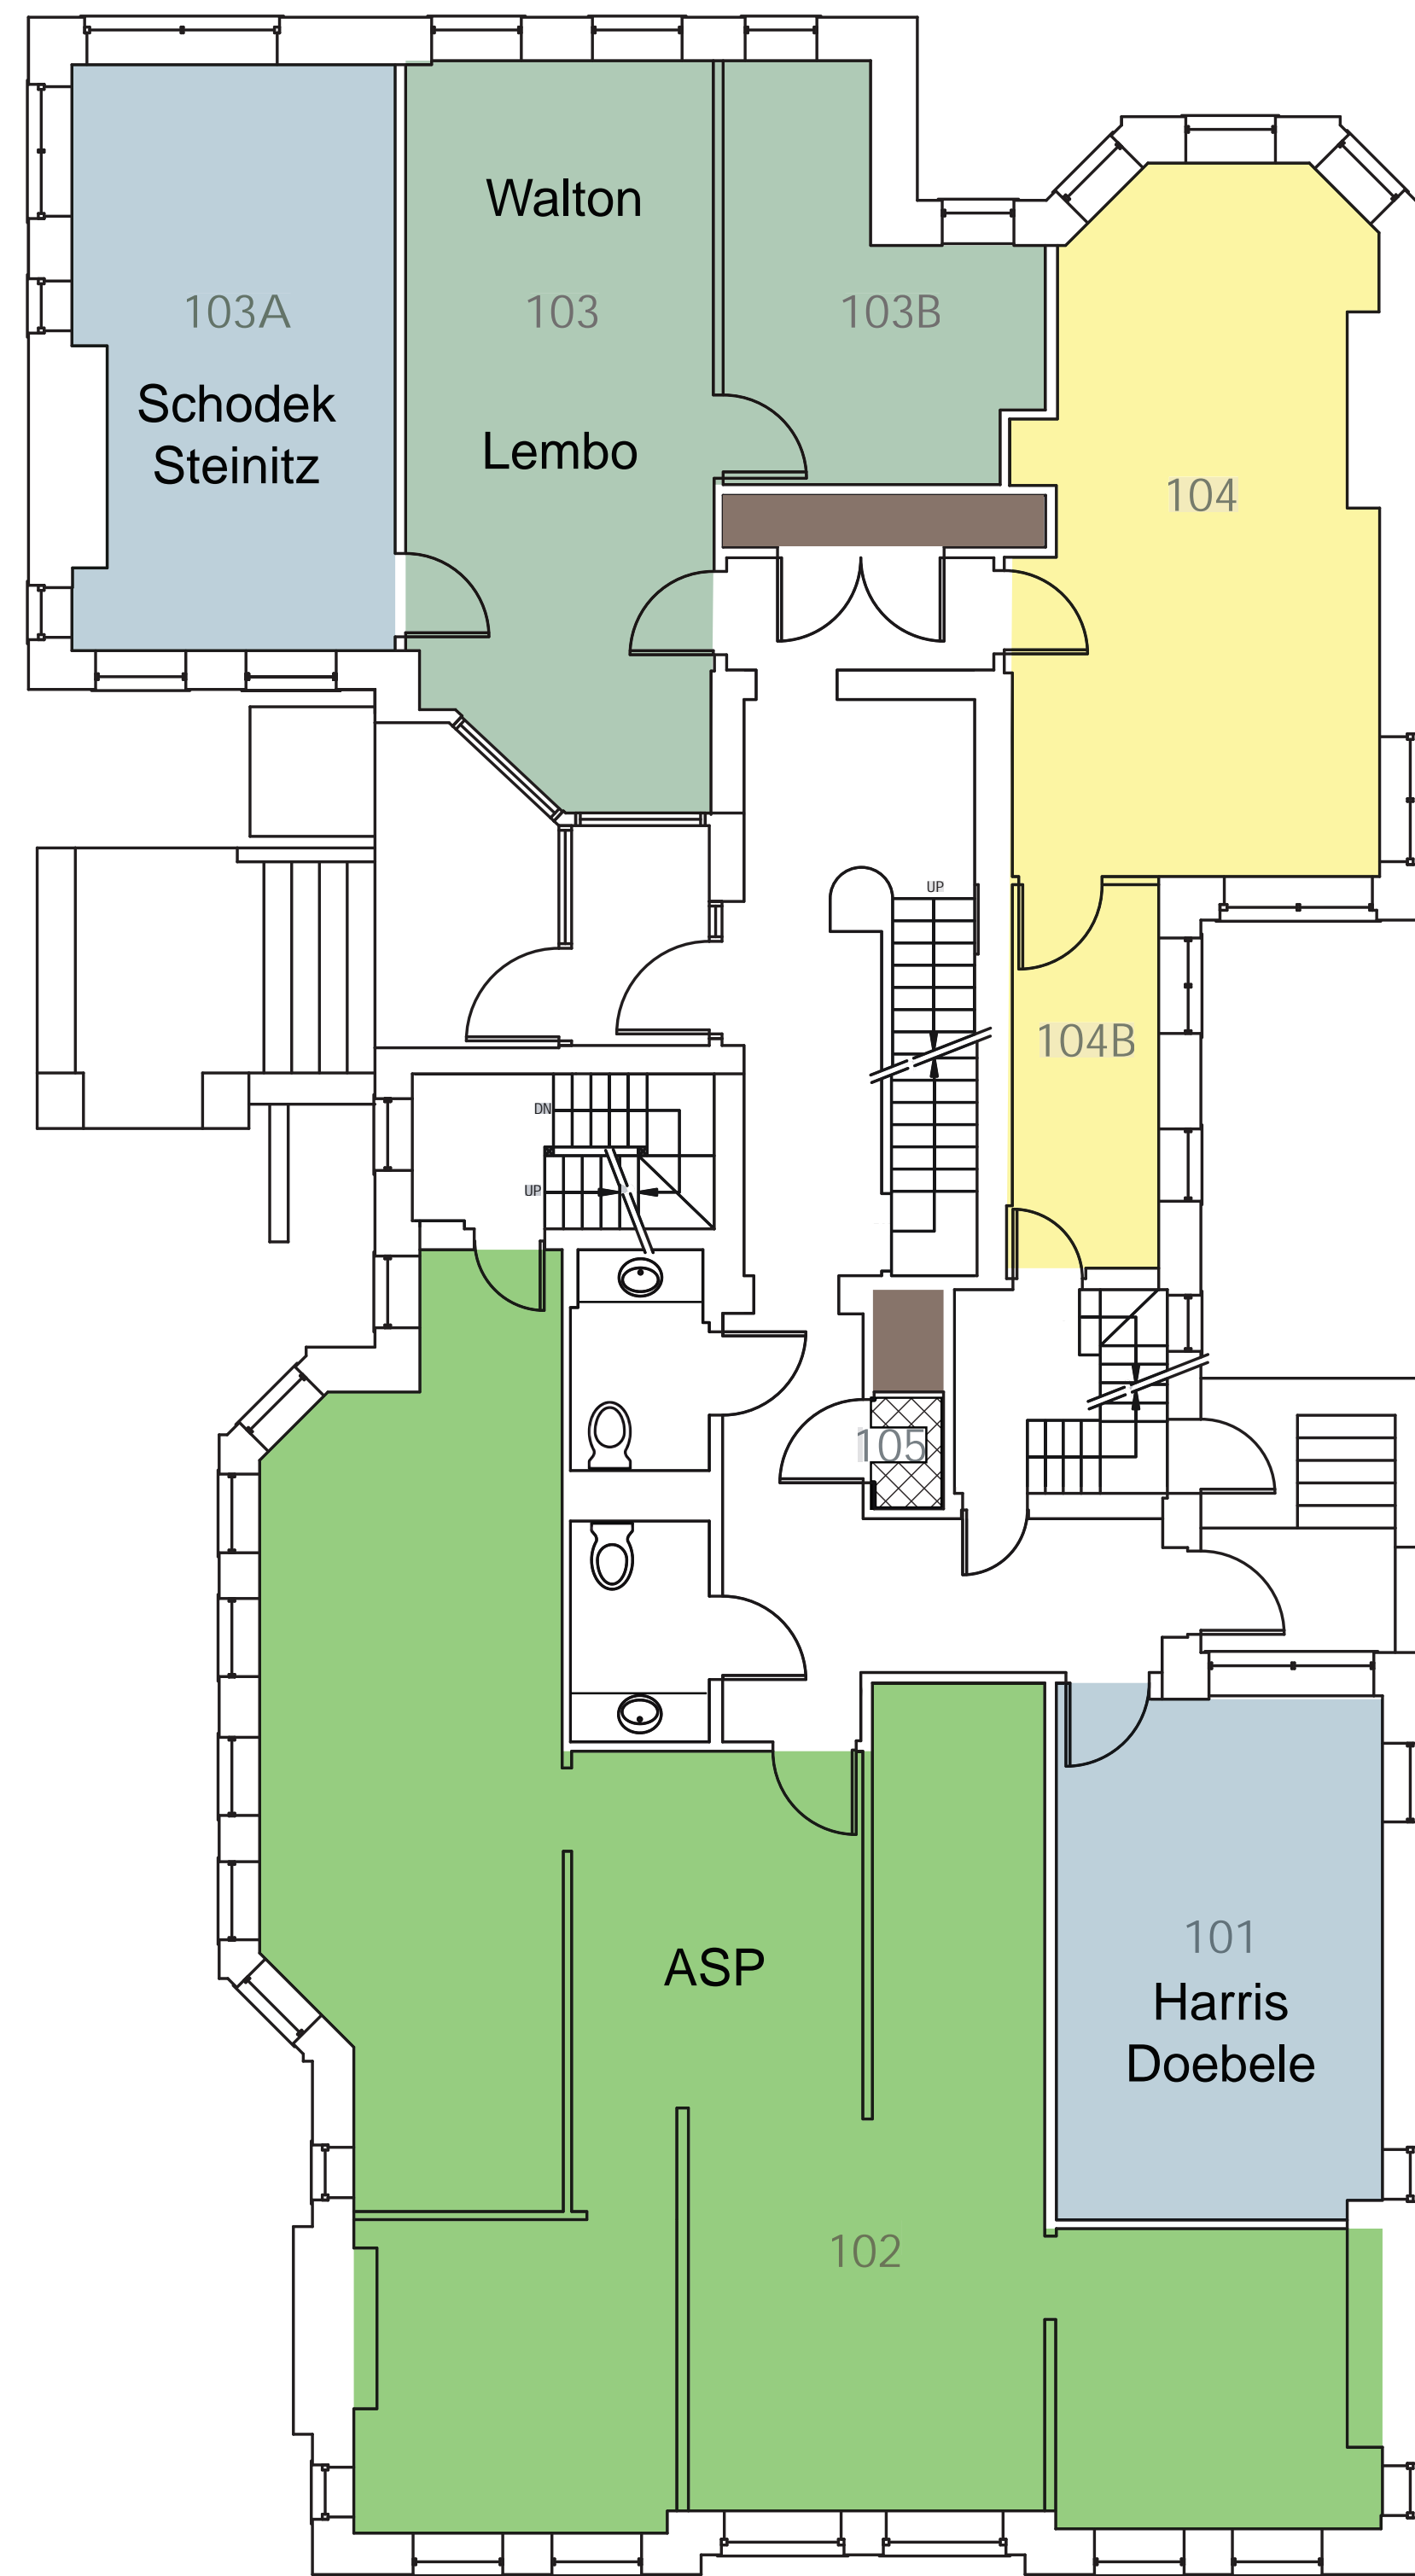 Walton
103A
103
103B
Schodek
Steinitz
Lembo
104
UP
104B
DN
UP
105
101
ASP
Harris
Doebele
102